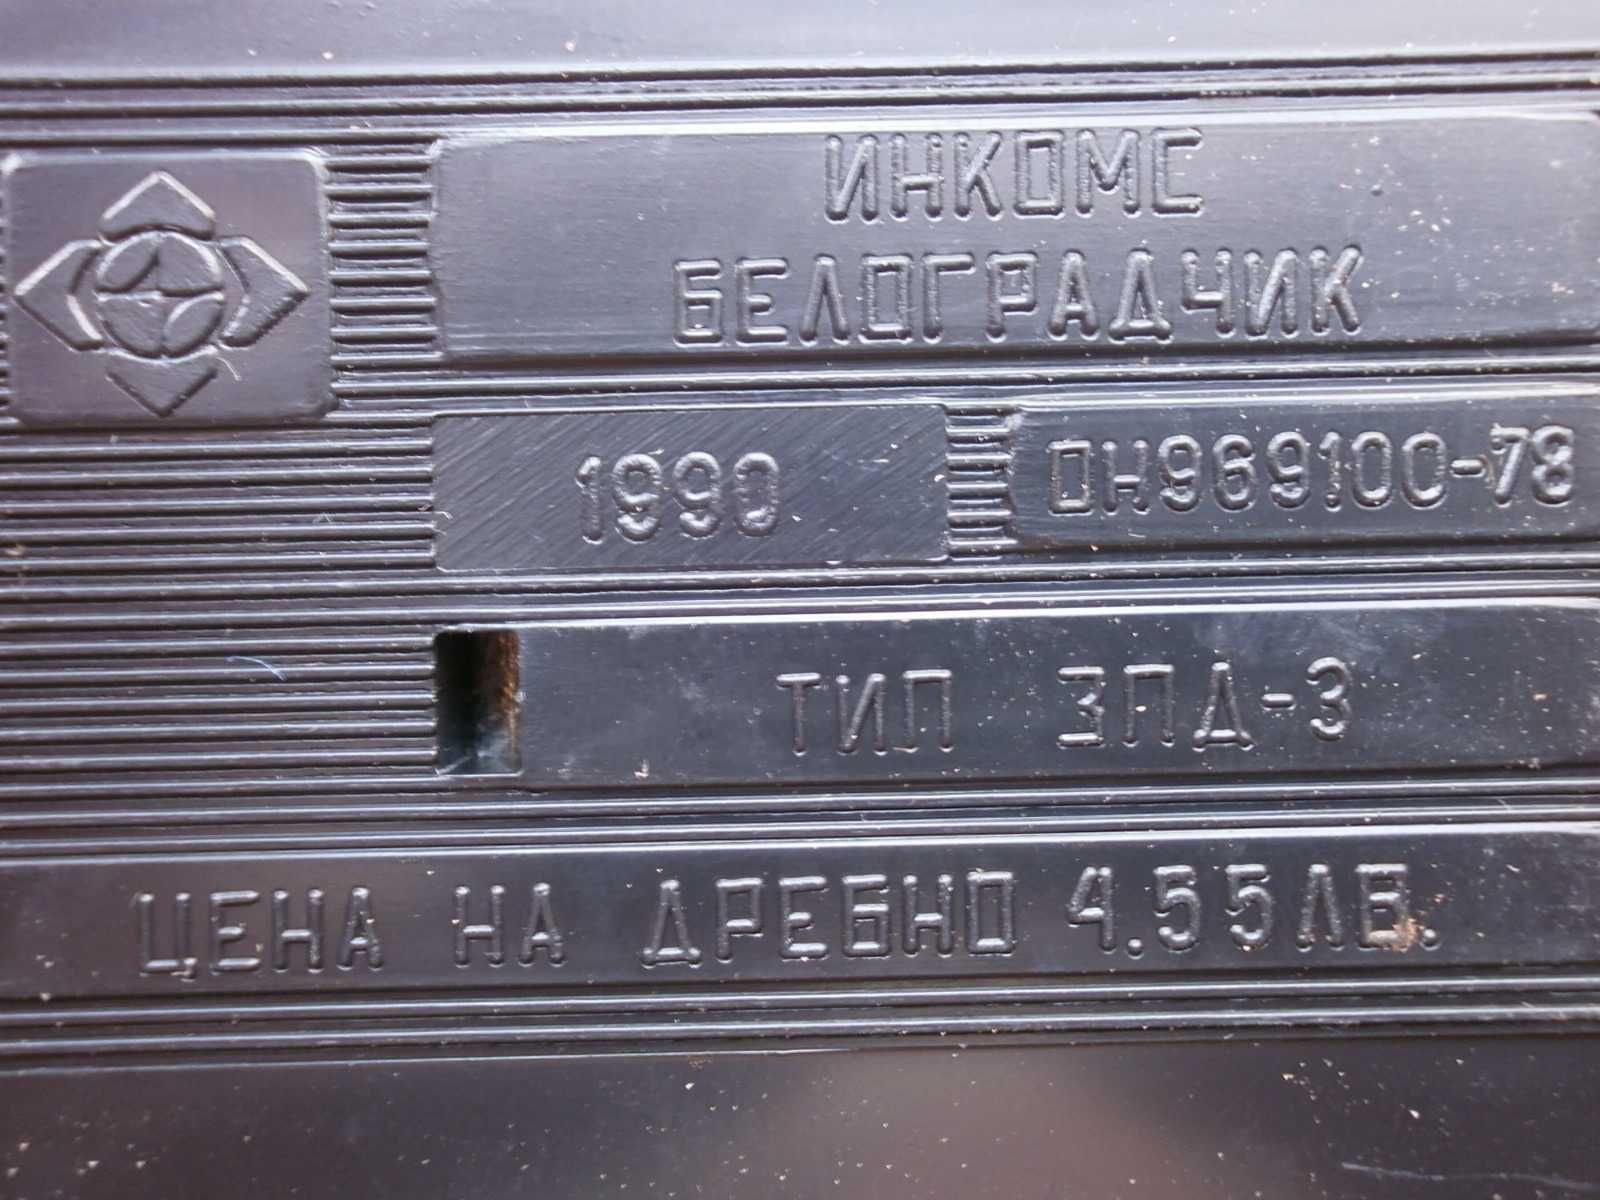 ИНКОМС
БЕЛОГРАДЧИК
1990 ОН969100-78
ТИП ЗПД-3
ЦЕНА НА ДРЕБНО 4.55ЛВ.